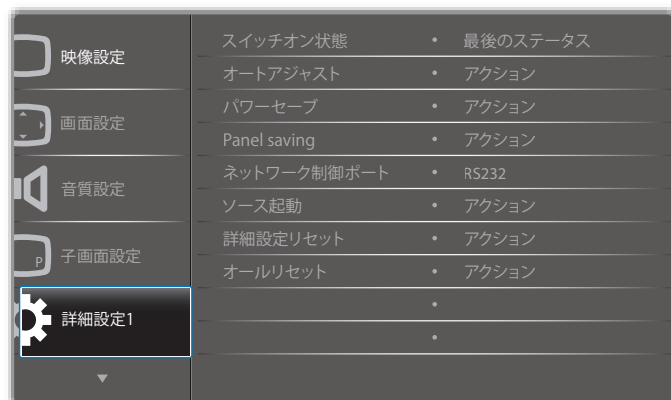 映像設定
画面設定
音質設定
P
子画面設定
詳細設定1
スイッチオン状態 • 最後のステータス
オートアジャスト • アクション
パワーセーブ • アクション
Panel saving • アクション
ネットワーク制御ポート • RS232
ソース起動 • アクション
詳細設定リセット • アクション
オールリセット • アクション
•
•